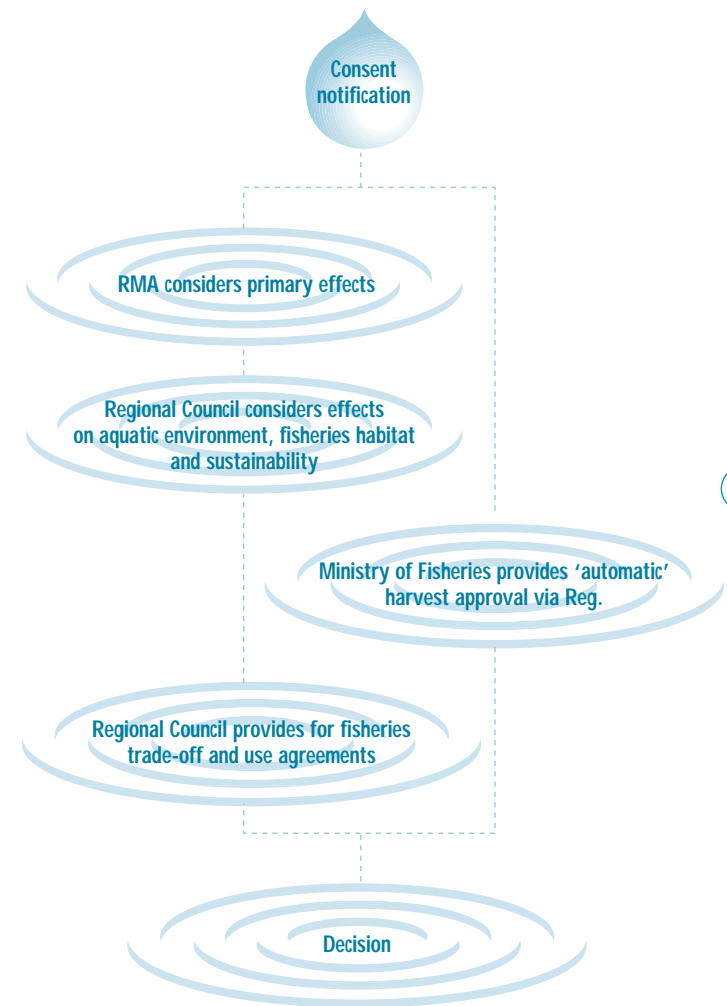 Consent
notification
RMA considers primary effects
Regional Council considers effects
on aquatic environment, fisheries habitat
and sustainability
Ministry of Fisheries provides ‘automatic’
harvest approval via Reg.
Regional Council provides for fisheries
trade-off and use agreements
Decision